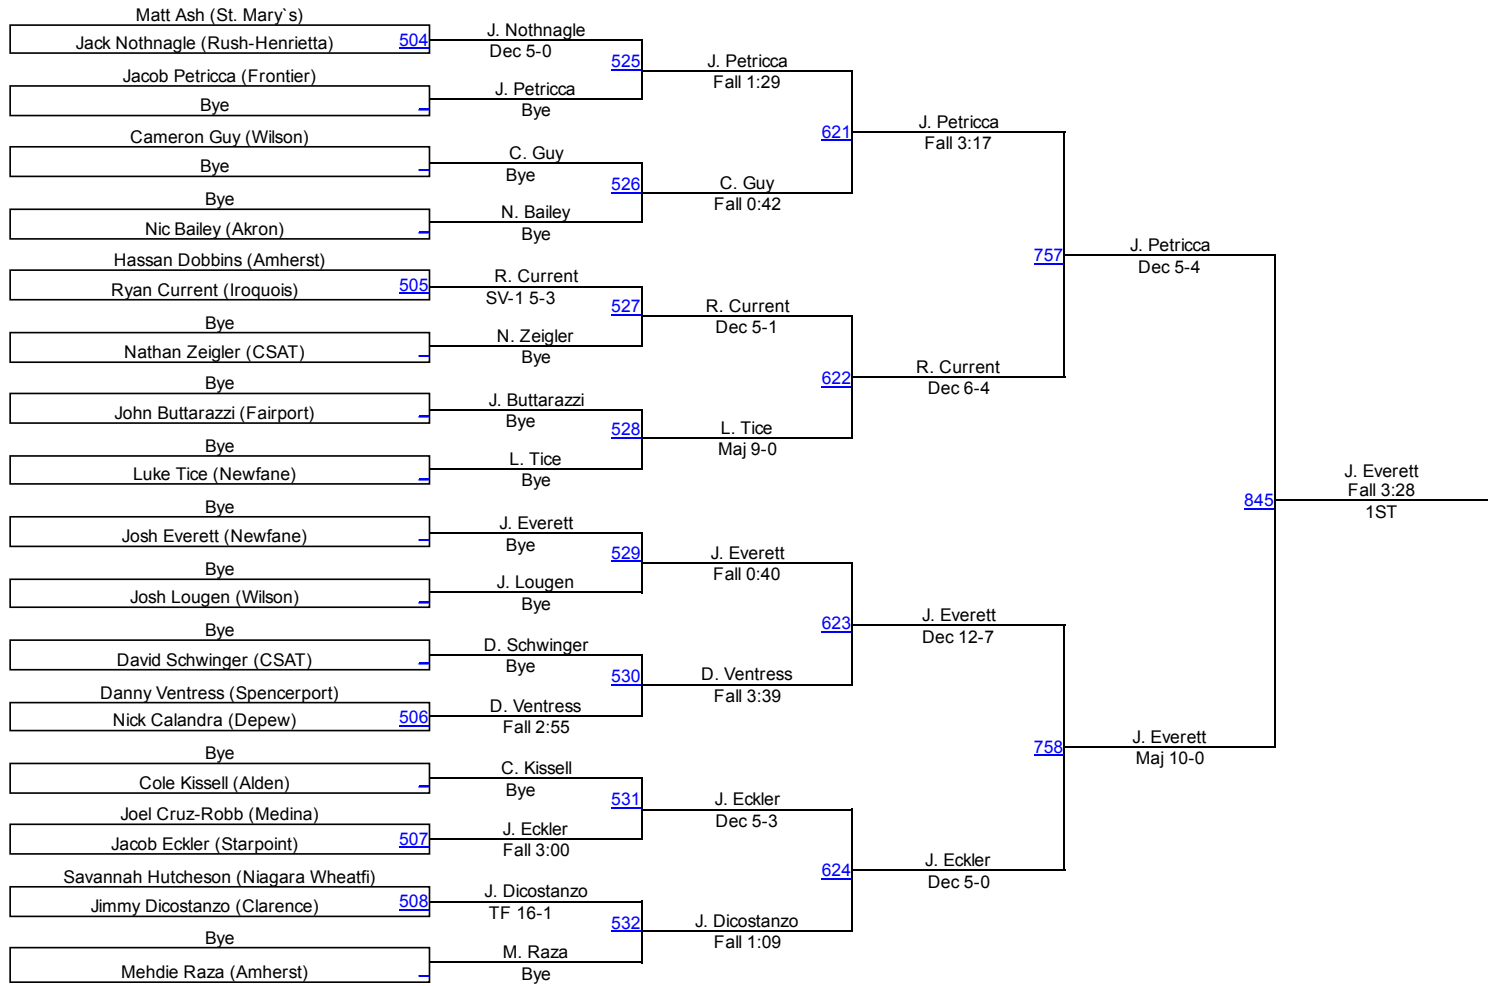 Matt Ash (St. Mary`s)
Jack Nothnagle (Rush-Henrietta) 504
Jacob Petricca (Frontier)
Bye
Cameron Guy (Wilson)
Bye
Bye
Nic Bailey (Akron)
Hassan Dobbins (Amherst)
Ryan Current (Iroquois) 505
Bye
Nathan Zeigler (CSAT)
Bye
John Buttarazzi (Fairport)
Bye
Luke Tice (Newfane)
Bye
Josh Everett (Newfane)
Bye
Josh Lougen (Wilson)
Bye
David Schwinger (CSAT)
Danny Ventress (Spencerport)
Nick Calandra (Depew) 506
Bye
Cole Kissell (Alden)
Joel Cruz-Robb (Medina)
Jacob Eckler (Starpoint) 507
Savannah Hutcheson (Niagara Wheatfi)
Jimmy Dicostanzo (Clarence) 508
Bye
Mehdie Raza (Amherst)
J. Nothnagle
Dec 5-0
525
J. Petricca
Bye
C. Guy
Bye
526
N. Bailey
Bye
R. Current
SV-1 5-3
527
N. Zeigler
Bye
J. Buttarazzi
Bye
528
L. Tice
Bye
J. Everett
Bye
529
J. Lougen
Bye
D. Schwinger
Bye
530
D. Ventress
Fall 2:55
C. Kissell
Bye
531
J. Eckler
Fall 3:00
J. Dicostanzo
TF 16-1
532
M. Raza
Bye
J. Petricca
Fall 1:29
621
C. Guy
Fall 0:42
R. Current
Dec 5-1
622
L. Tice
Maj 9-0
J. Everett
Fall 0:40
623
D. Ventress
Fall 3:39
J. Eckler
Dec 5-3
624
J. Dicostanzo
Fall 1:09
J. Petricca
Fall 3:17
757
R. Current
Dec 6-4
J. Everett
Dec 12-7
758
J. Eckler
Dec 5-0
J. Petricca
Dec 5-4
845
J. Everett
Maj 10-0
J. Everett
Fall 3:28
1ST